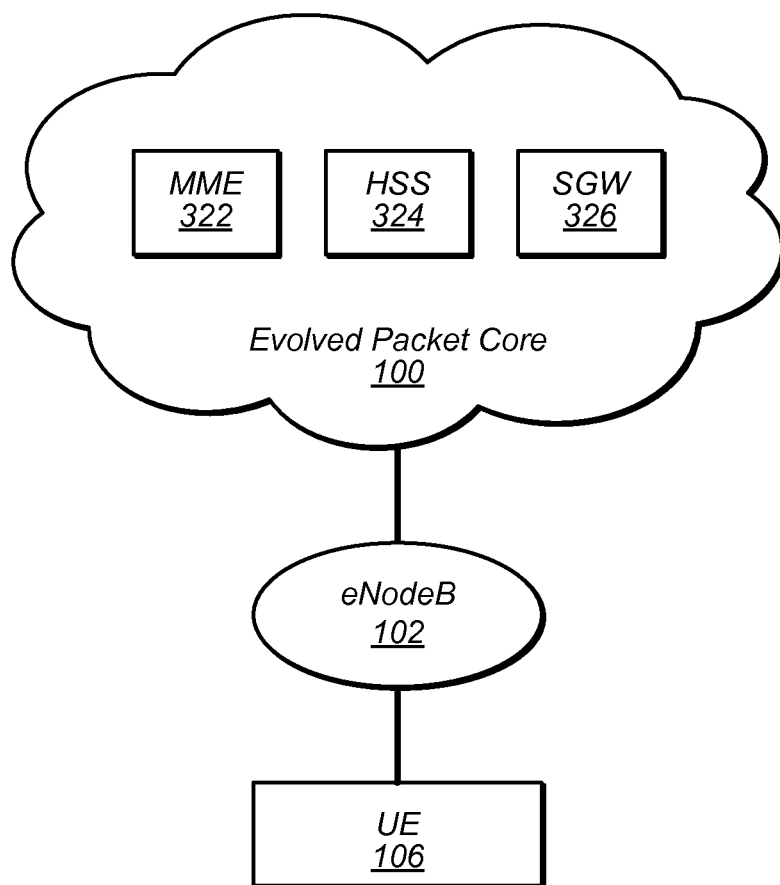 MME
322
HSS
324
SGW
326
Evolved Packet Core
100
eNodeB
102
UE
106